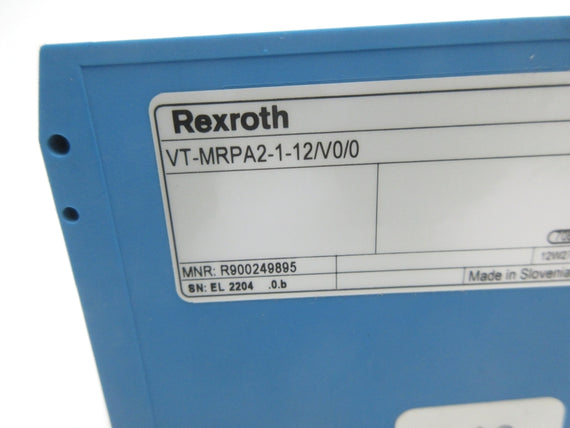 Rexroth
VT-MRPA2-1-12/V0/0
MNR: R900249895
SN: EL 2204 .0.b
Made in Slovenia